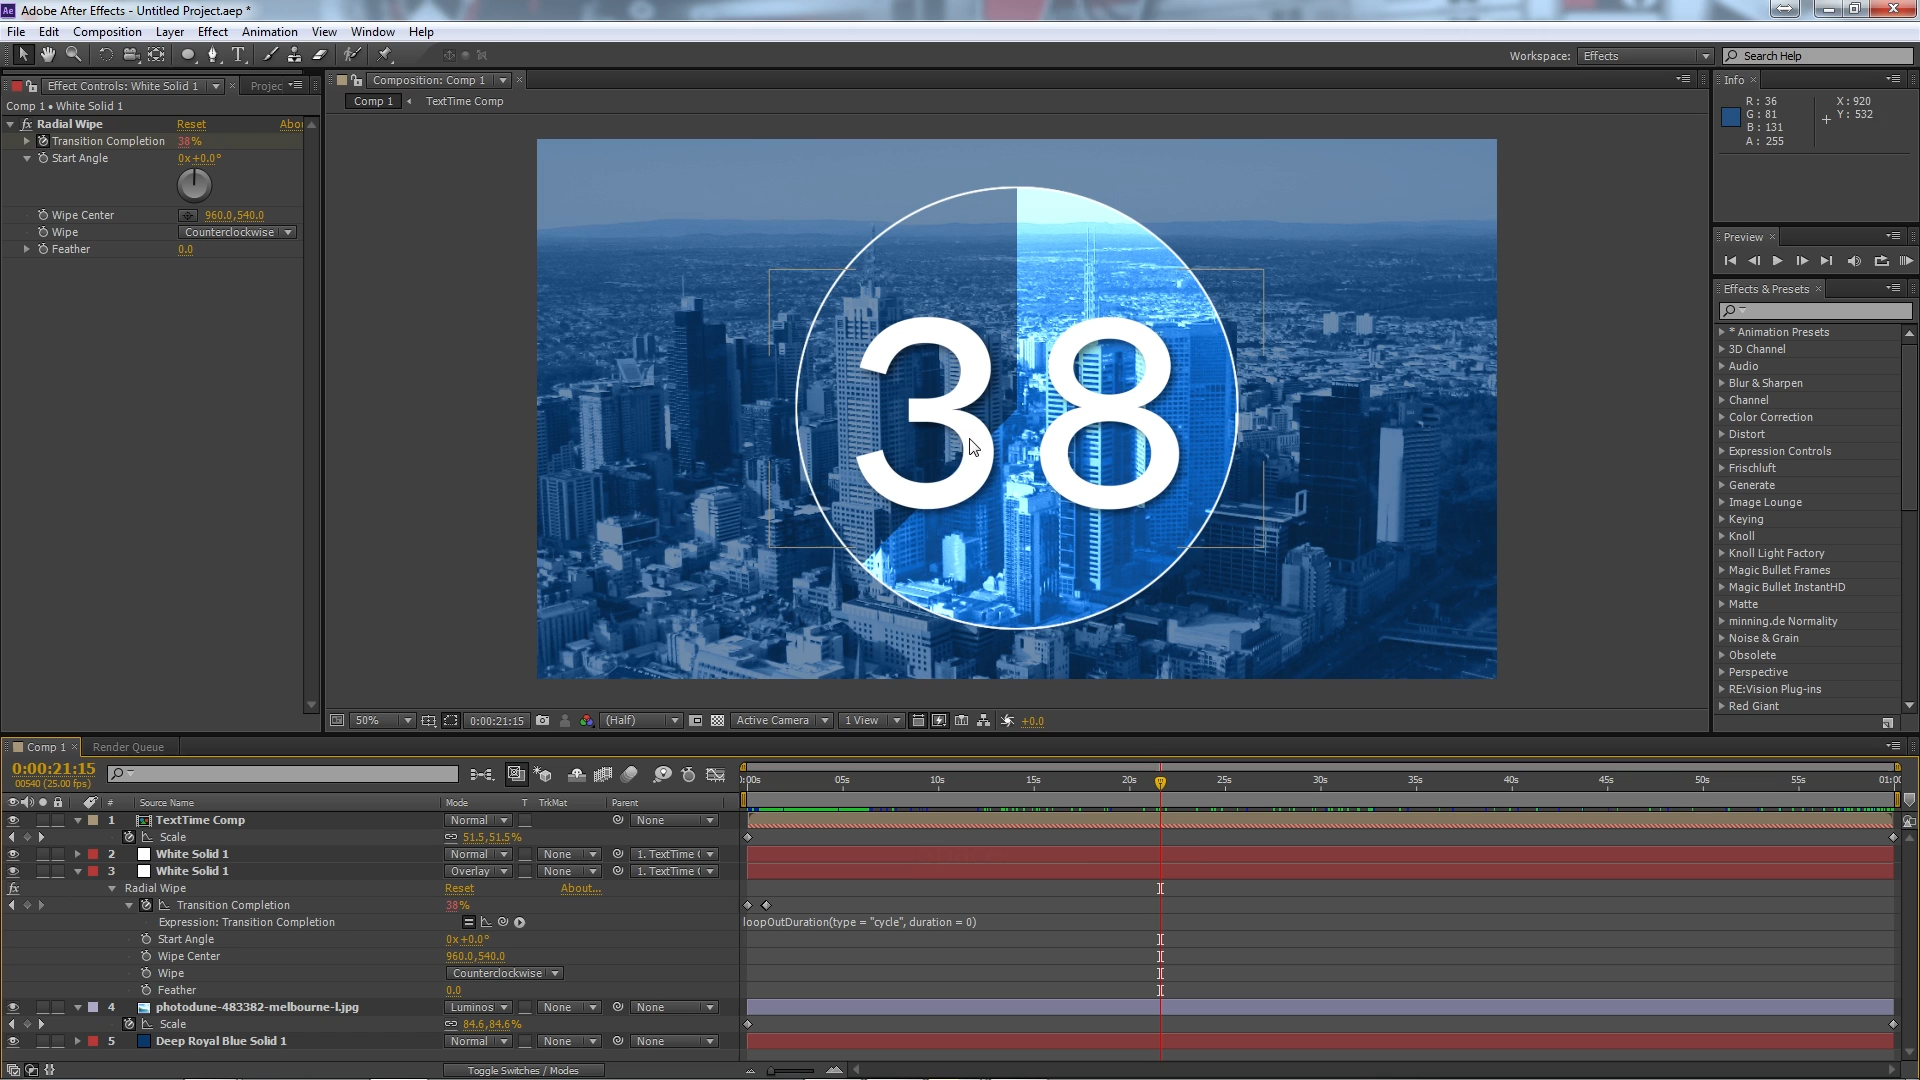 Ae Adobe After Effects - Untitled Project.aep *
File Edit Composition Layer Effect Animation View Window Help
Workspace: Effects Search Help
Effect Controls: White Solid 1 Projec
Comp 1 • White Solid 1
fx Radial Wipe Reset Abou
Transition Completion 38%
Start Angle 0x+0.0°
Wipe Center 960.0,540.0
Wipe Counterclockwise
Feather 0.0
Composition: Comp 1
Comp 1 TextTime Comp
38
50% 0:00:21:15 (Half) Active Camera 1 View +0.0
Info
R: 36 X: 920
G: 81 Y: 532
B: 131
A: 255
Preview
Effects & Presets
* Animation Presets
3D Channel
Audio
Blur & Sharpen
Channel
Color Correction
Distort
Expression Controls
Frischluft
Generate
Image Lounge
Keying
Knoll
Knoll Light Factory
Magic Bullet Frames
Magic Bullet InstantHD
Matte
minning.de Normality
Noise & Grain
Obsolete
Perspective
RE:Vision Plug-ins
Red Giant
Comp 1 Render Queue
0:00:21:15
00540 (25.00 fps)
):00s 05s 10s 15s 20s 25s 30s 35s 40s 45s 50s 55s 01:00
# Source Name Mode T TrkMat Parent
1 TextTime Comp Normal None
Scale 51.5,51.5%
2 White Solid 1 Normal None 1. TextTime (
3 White Solid 1 Overlay None 1. TextTime (
fx Radial Wipe Reset About...
Transition Completion 38%
Expression: Transition Completion loopOutDuration(type = "cycle", duration = 0)
Start Angle 0x+0.0°
Wipe Center 960.0,540.0
Wipe Counterclockwise
Feather 0.0
4 photodune-483382-melbourne-l.jpg Luminos None None
Scale 84.6,84.6%
5 Deep Royal Blue Solid 1 Normal None None
Toggle Switches / Modes